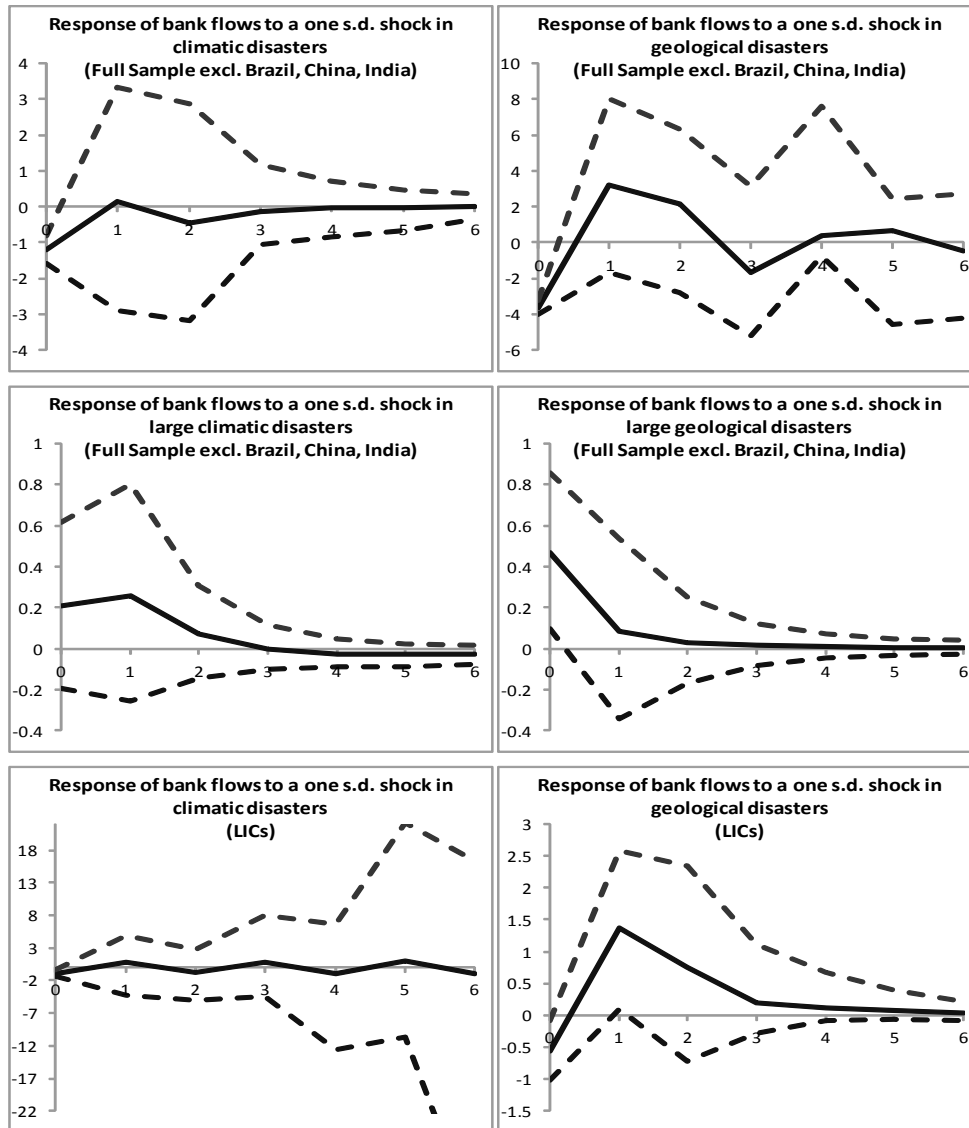 Response of bank flows to a one s.d. shock in
climatic disasters
(Full Sample excl. Brazil, China, India)
4
3
2
1
0
-1
-2
-3
-4
0 1 2 3 4 5 6
Response of bank flows to a one s.d. shock in
geological disasters
(Full Sample excl. Brazil, China, India)
10
8
6
4
2
0
-2
-4
-6
0 1 2 3 4 5 6
Response of bank flows to a one s.d. shock in
large climatic disasters
(Full Sample excl. Brazil, China, India)
1
0.8
0.6
0.4
0.2
0
-0.2
-0.4
0 1 2 3 4 5 6
Response of bank flows to a one s.d. shock in
large geological disasters
(Full Sample excl. Brazil, China, India)
1
0.8
0.6
0.4
0.2
0
-0.2
-0.4
0 1 2 3 4 5 6
Response of bank flows to a one s.d. shock in
climatic disasters
(LICs)
18
13
8
3
-2
-7
-12
-17
-22
0 1 2 3 4 5 6
Response of bank flows to a one s.d. shock in
geological disasters
(LICs)
3
2.5
2
1.5
1
0.5
0
-0.5
-1
-1.5
0 1 2 3 4 5 6